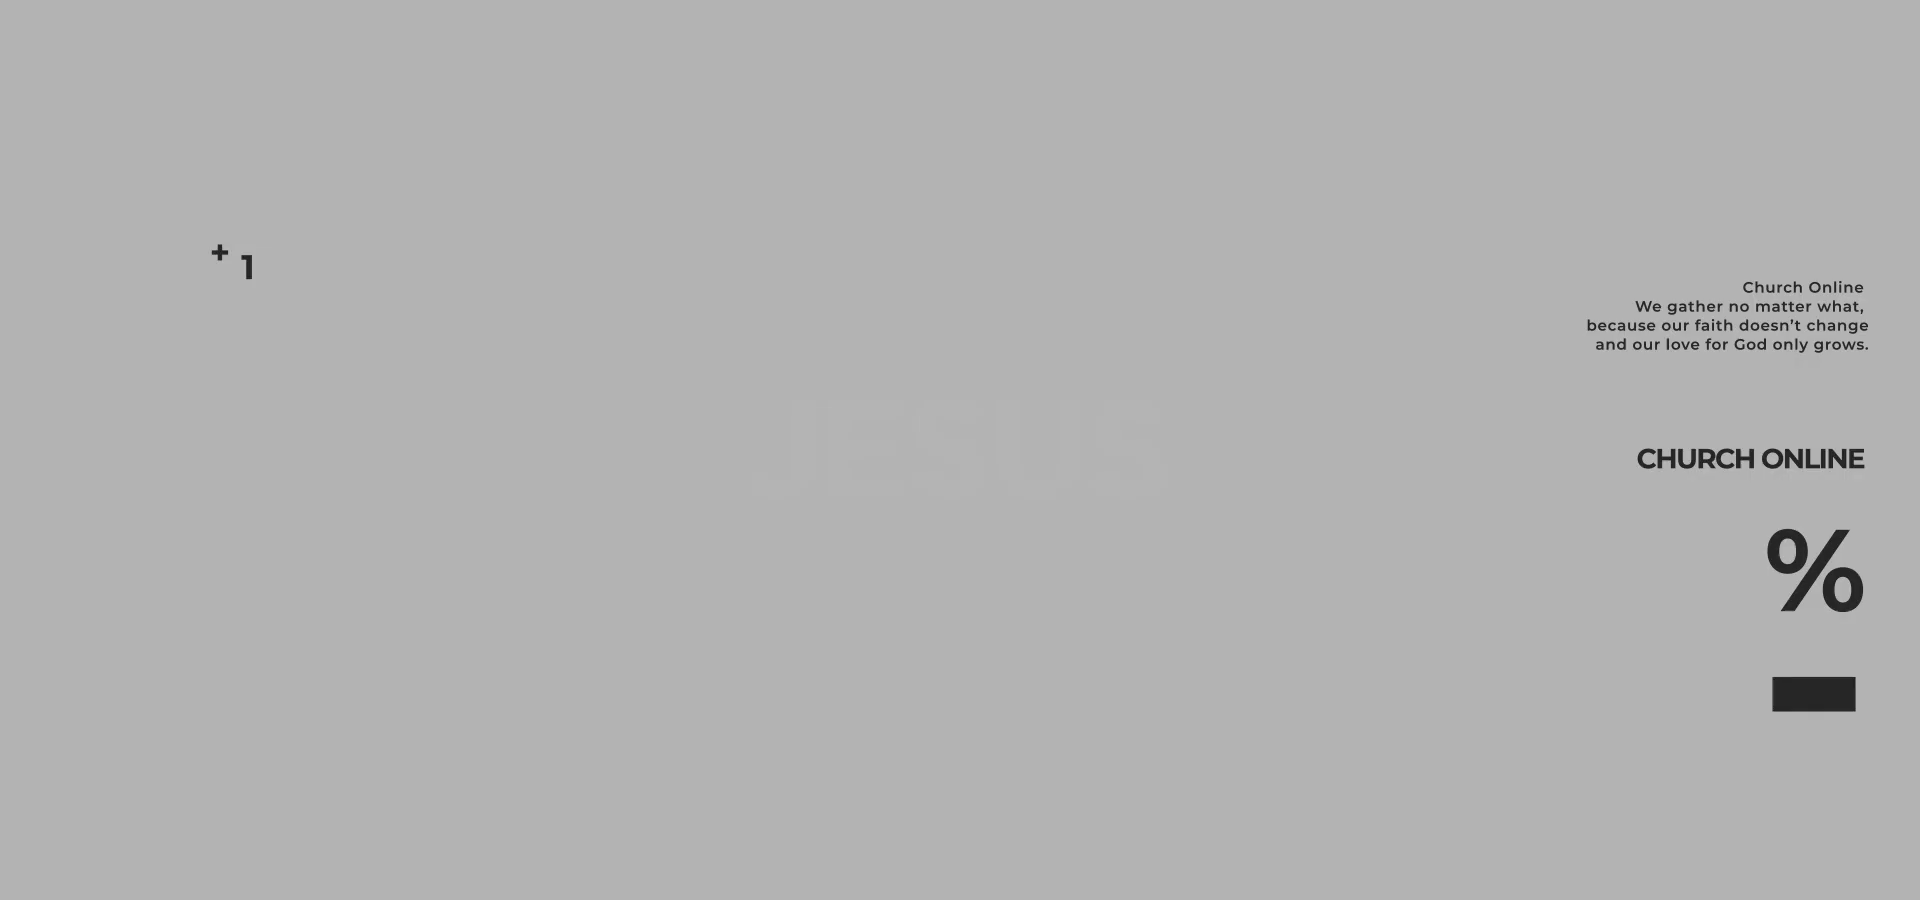 + 1
Church Online
We gather no matter what,
because our faith doesn’t change
and our love for God only grows.
JESUS
CHURCH ONLINE
%